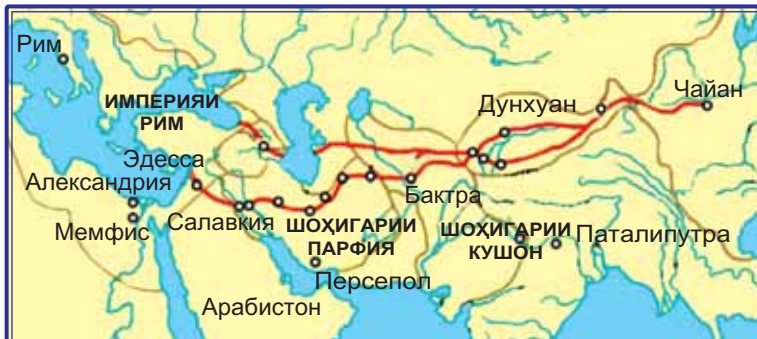 Рим
Чайан
Дунхуан
ИМПЕРИЯИ
РИМ
Эдесса
Александрия
Бактра
Салавкия
Мемфис
ШОҲИГАРИИ
ПАРФИЯ
ШОҲИГАРИИ
КУШОН
Паталипутра
Персепол
Арабистон